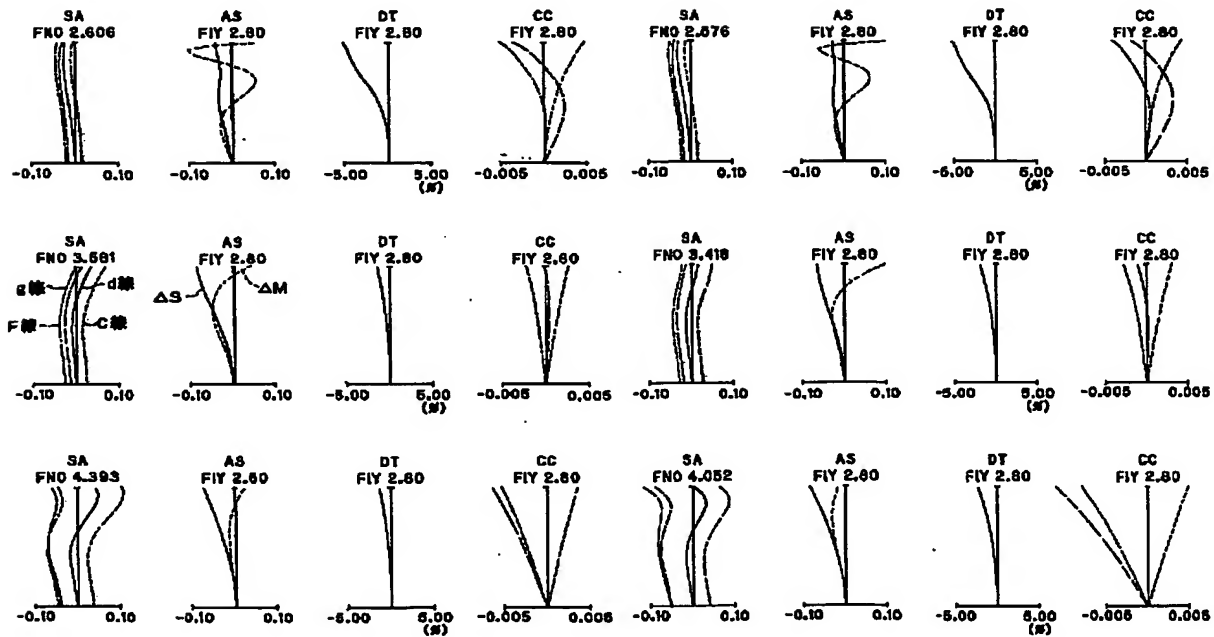 SA AS DT CC SA AS DT CC
FNO 2.606 FIY 2.80 FIY 2.80 FIY 2.80 FNO 2.576 FIY 2.80 FIY 2.80 FIY 2.80
-0.10 0.10 -0.10 0.10 -5.00 5.00 -0.005 0.005 -0.10 0.10 -0.10 0.10 -5.00 5.00 -0.005 0.005
(%) (%)
SA AS DT CC SA AS DT CC
FNO 3.581 FIY 2.80 FIY 2.80 FIY 2.80 FNO 3.418 FIY 2.80 FIY 2.80 FIY 2.80
g線 d線 ΔS ΔM
F線 C線
-0.10 0.10 -0.10 0.10 -5.00 5.00 -0.005 0.005 -0.10 0.10 -0.10 0.10 -5.00 5.00 -0.005 0.005
(%) (%)
SA AS DT CC SA AS DT CC
FNO 4.393 FIY 2.80 FIY 2.80 FIY 2.80 FNO 4.052 FIY 2.80 FIY 2.80 FIY 2.80
-0.10 0.10 -0.10 0.10 -5.00 5.00 -0.005 0.005 -0.10 0.10 -0.10 0.10 -5.00 5.00 -0.005 0.005
(%) (%)